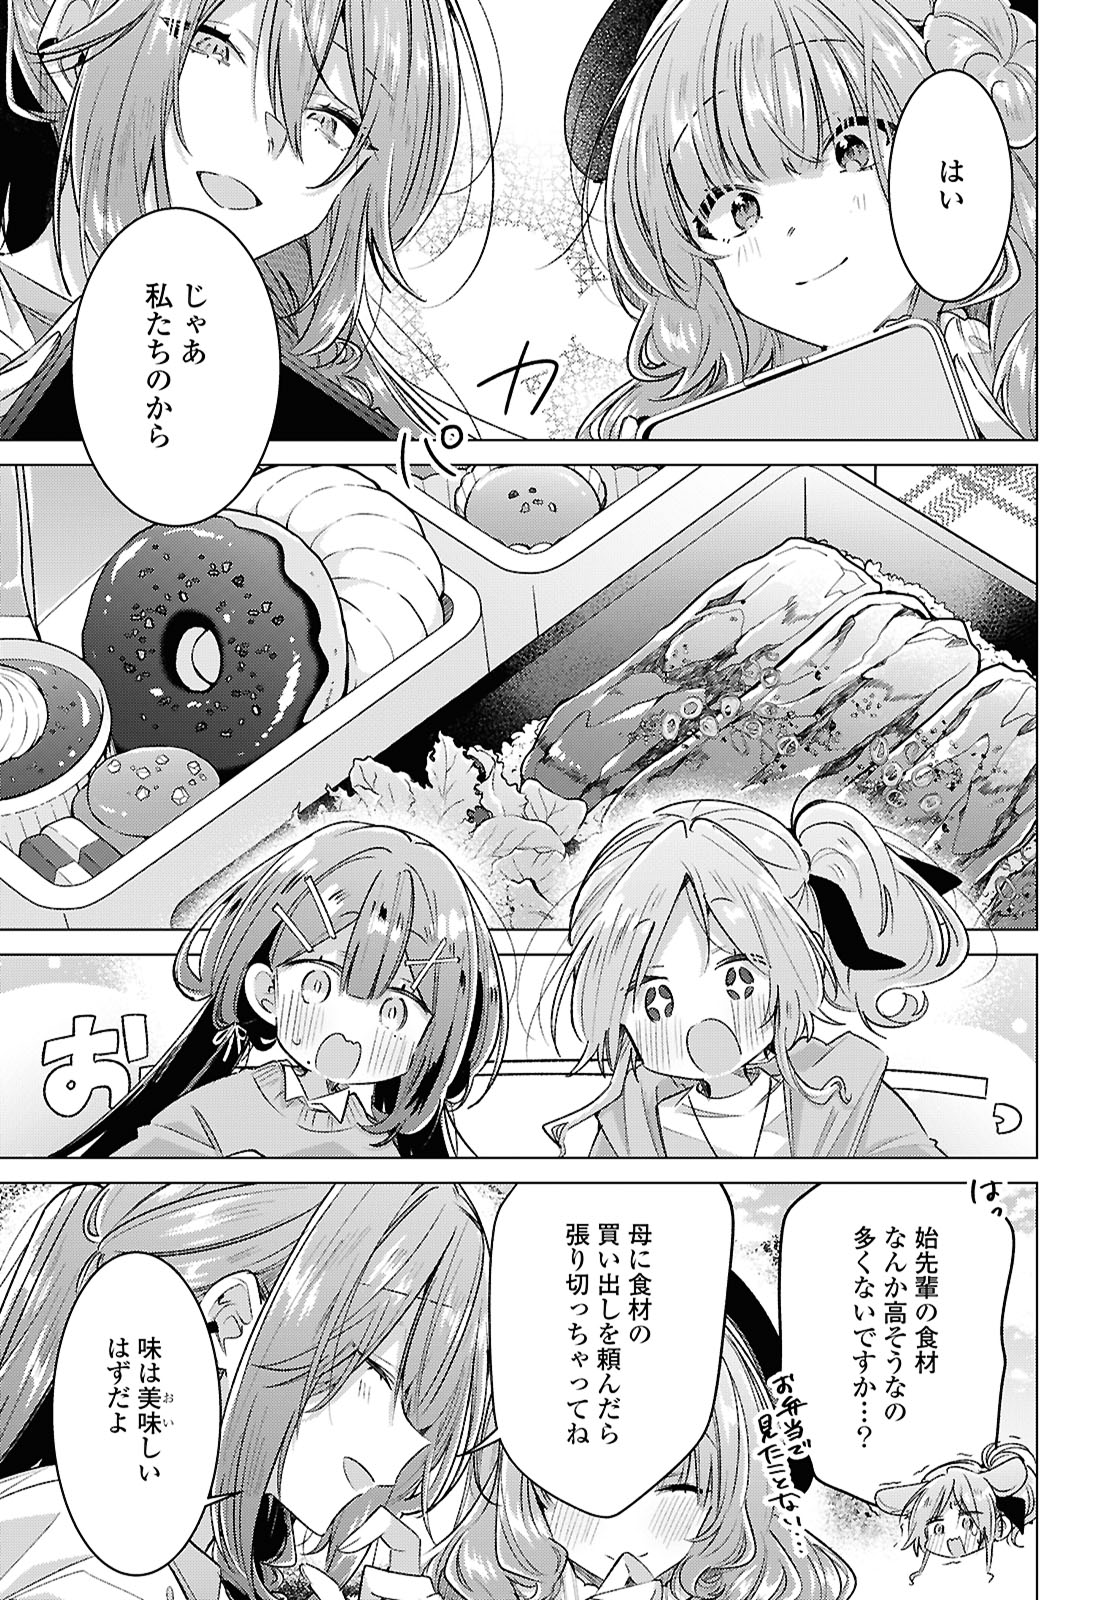 はい
じゃあ
私たちのから
パカ
おーっ
はっ
始先輩の食材
なんか高そうなの
多くないですか…？
お弁当で
見たことない…
母に食材の
買い出しを頼んだら
張り切っちゃってね
味は美味しい
おい
はずだよ